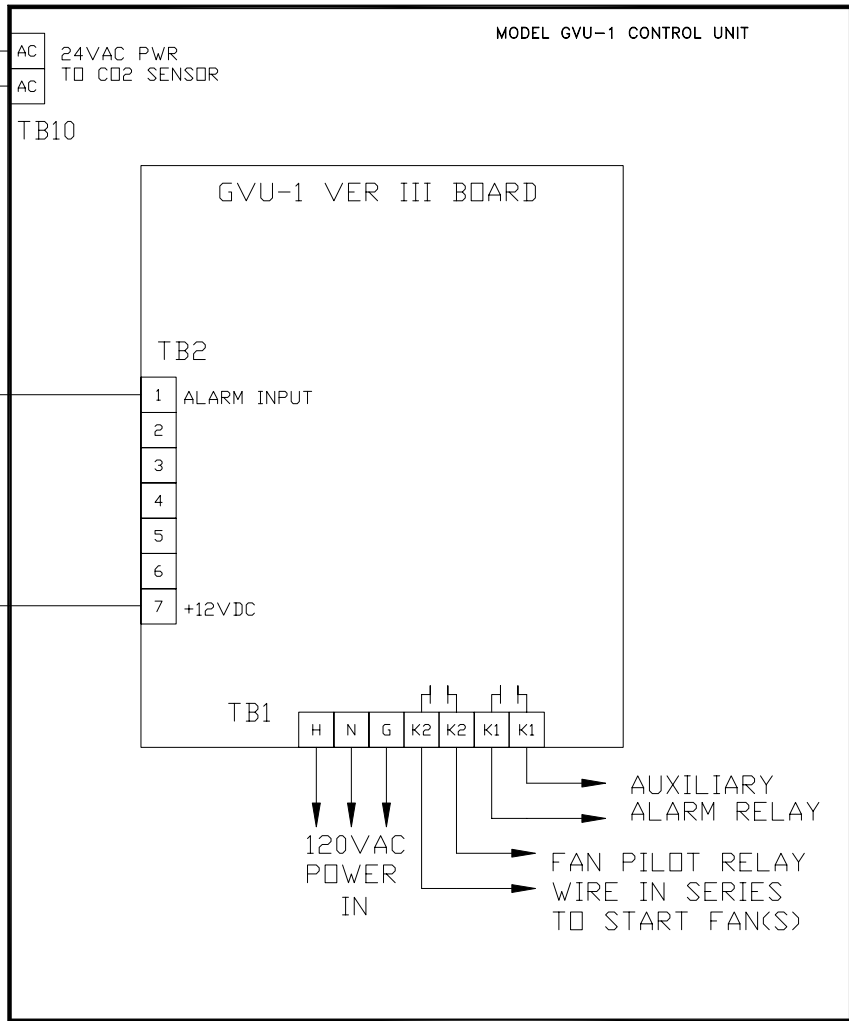 MODEL GVU-1 CONTROL UNIT
AC
24VAC PWR
TO CO2 SENSOR
AC
TB10
GVU-1 VER III BOARD
TB2
1 ALARM INPUT
2
3
4
5
6
7 +12VDC
TB1
H N G K2 K2 K1 K1
AUXILIARY
ALARM RELAY
120VAC
POWER
IN
FAN PILOT RELAY
WIRE IN SERIES
TO START FAN(S)